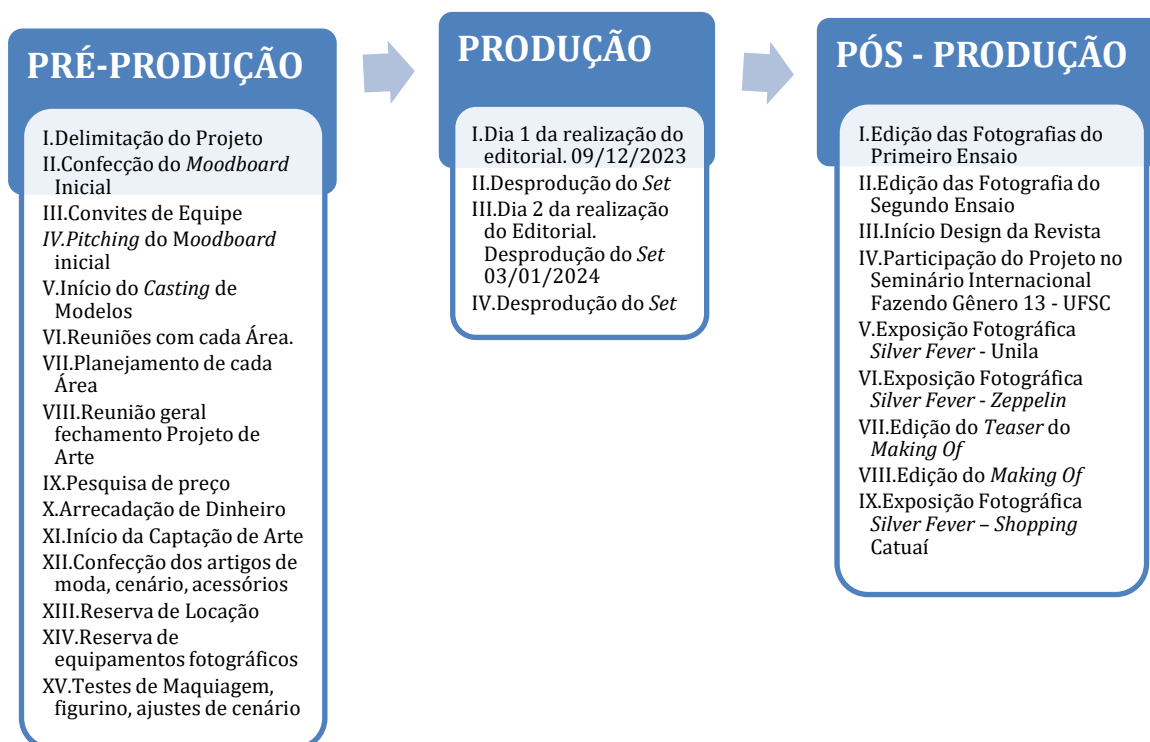 PRÉ-PRODUÇÃO
I.Delimitação do Projeto
II.Confecção do Moodboard
Inicial
III.Convites de Equipe
IV.Pitching do Moodboard
inicial
V.Início do Casting de
Modelos
VI.Reuniões com cada Área.
VII.Planejamento de cada
Área
VIII.Reunião geral
fechamento Projeto de
Arte
IX.Pesquisa de preço
X.Arrecadação de Dinheiro
XI.Início da Captação de Arte
XII.Confecção dos artigos de
moda, cenário, acessórios
XIII.Reserva de Locação
XIV.Reserva de
equipamentos fotográficos
XV.Testes de Maquiagem,
figurino, ajustes de cenário
PRODUÇÃO
I.Dia 1 da realização do
editorial. 09/12/2023
II.Desprodução do Set
III.Dia 2 da realização
do Editorial.
Desprodução do Set
03/01/2024
IV.Desprodução do Set
PÓS - PRODUÇÃO
I.Edição das Fotografias do
Primeiro Ensaio
II.Edição das Fotografia do
Segundo Ensaio
III.Início Design da Revista
IV.Participação do Projeto no
Seminário Internacional
Fazendo Gênero 13 - UFSC
V.Exposição Fotográfica
Silver Fever - Unila
VI.Exposição Fotográfica
Silver Fever - Zeppelin
VII.Edição do Teaser do
Making Of
VIII.Edição do Making Of
IX.Exposição Fotográfica
Silver Fever – Shopping
Catuaí